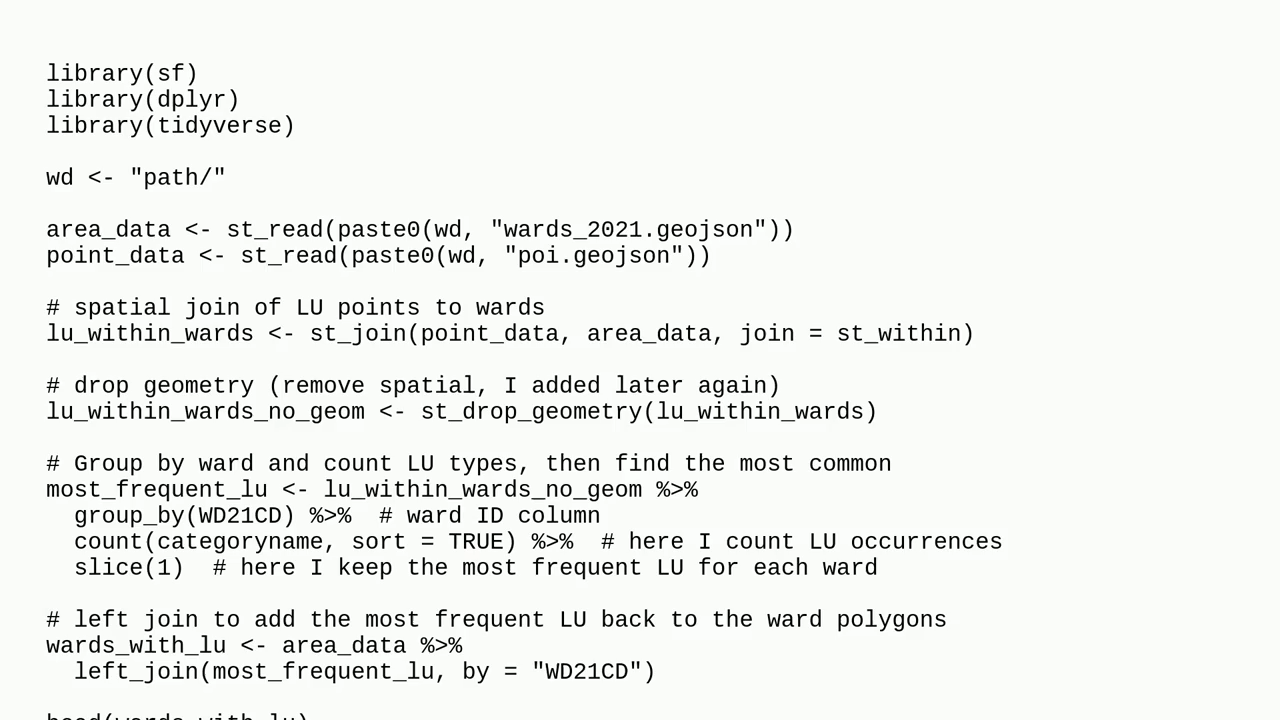 library(sf)
library(dplyr)
library(tidyverse)
wd <- "path/"
area_data <- st_read(paste0(wd, "wards_2021.geojson"))
point_data <- st_read(paste0(wd, "poi.geojson"))
# spatial join of LU points to wards
lu_within_wards <- st_join(point_data, area_data, join = st_within)
# drop geometry (remove spatial, I added later again)
lu_within_wards_no_geom <- st_drop_geometry(lu_within_wards)
# Group by ward and count LU types, then find the most common
most_frequent_lu <- lu_within_wards_no_geom %>%
  group_by(WD21CD) %>%  # ward ID column
  count(categoryname, sort = TRUE) %>%  # here I count LU occurrences
  slice(1)  # here I keep the most frequent LU for each ward
# left join to add the most frequent LU back to the ward polygons
wards_with_lu <- area_data %>%
  left_join(most_frequent_lu, by = "WD21CD")
head(wards_with_lu)